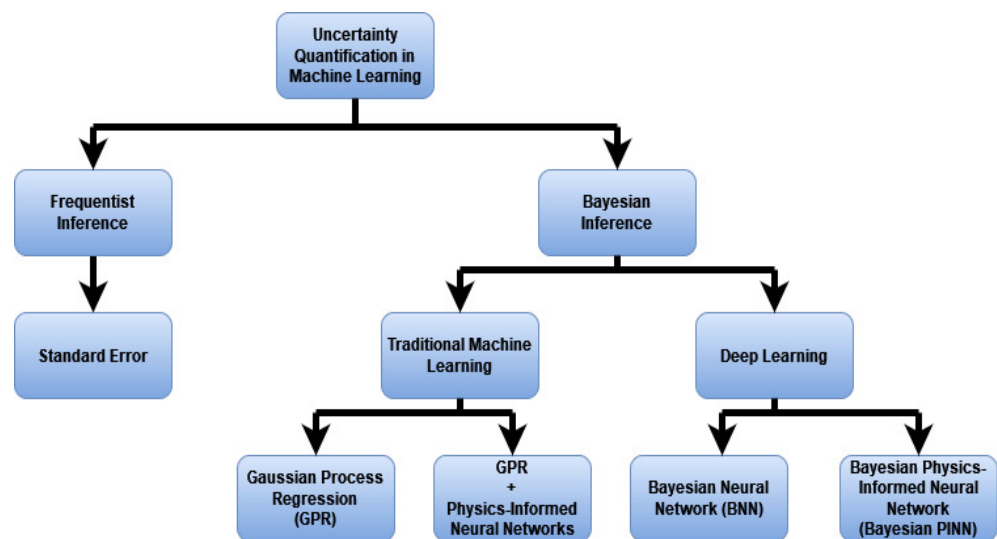 Uncertainty
Quantification in
Machine Learning
Frequentist
Inference
Bayesian
Inference
Standard Error
Traditional Machine
Learning
Deep Learning
Gaussian Process
Regression
(GPR)
GPR
+
Physics-Informed
Neural Networks
Bayesian Neural
Network (BNN)
Bayesian Physics-
Informed Neural
Network
(Bayesian PINN)